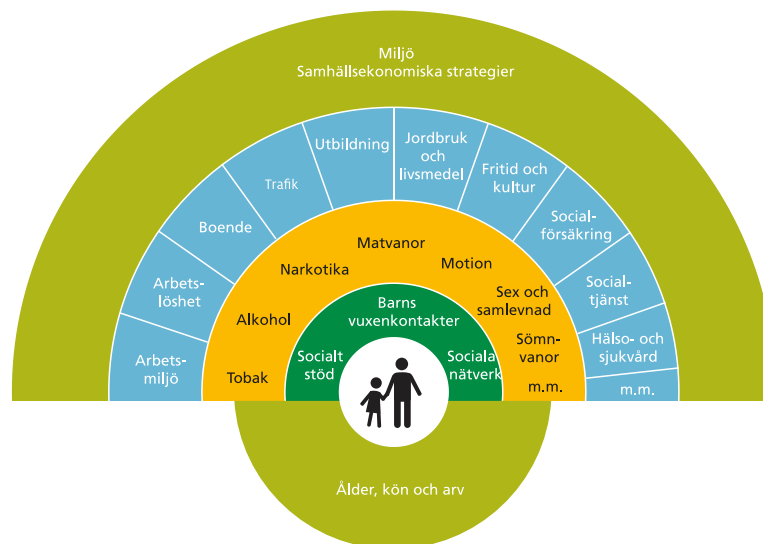 Miljö
Samhällsekonomiska strategier
Arbets-
miljö
Arbets-
löshet
Boende
Trafik
Utbildning
Jordbruk
och
livsmedel
Fritid och
kultur
Social-
försäkring
Social-
tjänst
Hälso- och
sjukvård
m.m.
Tobak
Alkohol
Narkotika
Matvanor
Motion
Sex och
samlevnad
Sömn-
vanor
m.m.
Socialt
stöd
Barns
vuxenkontakter
Sociala
nätverk
Ålder, kön och arv